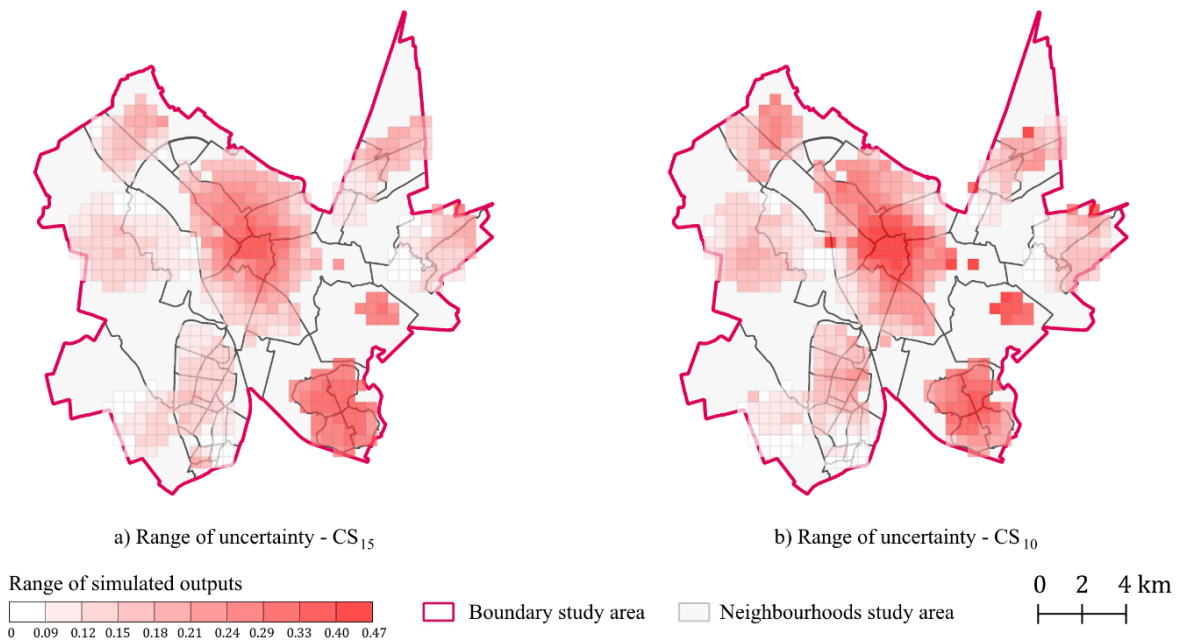 a) Range of uncertainty - CS15
b) Range of uncertainty - CS10
Range of simulated outputs
0 0.09 0.12 0.15 0.18 0.21 0.24 0.29 0.33 0.40 0.47
Boundary study area
Neighbourhoods study area
0 2 4 km